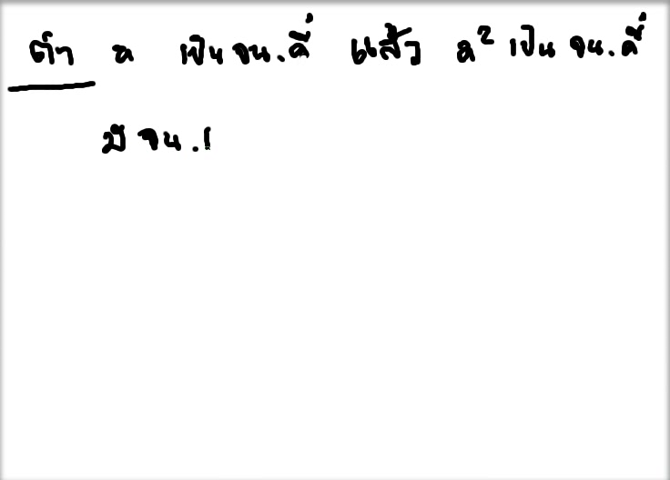 ถ้า a เป็น จน.คี่ แล้ว a² เป็น จน.คี่
มี จน.เ